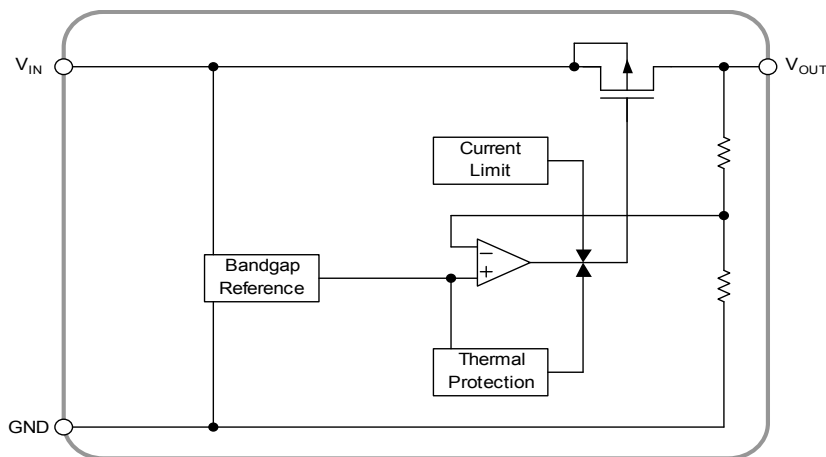 VIN
VOUT
Current
Limit
Bandgap
Reference
−
+
Thermal
Protection
GND